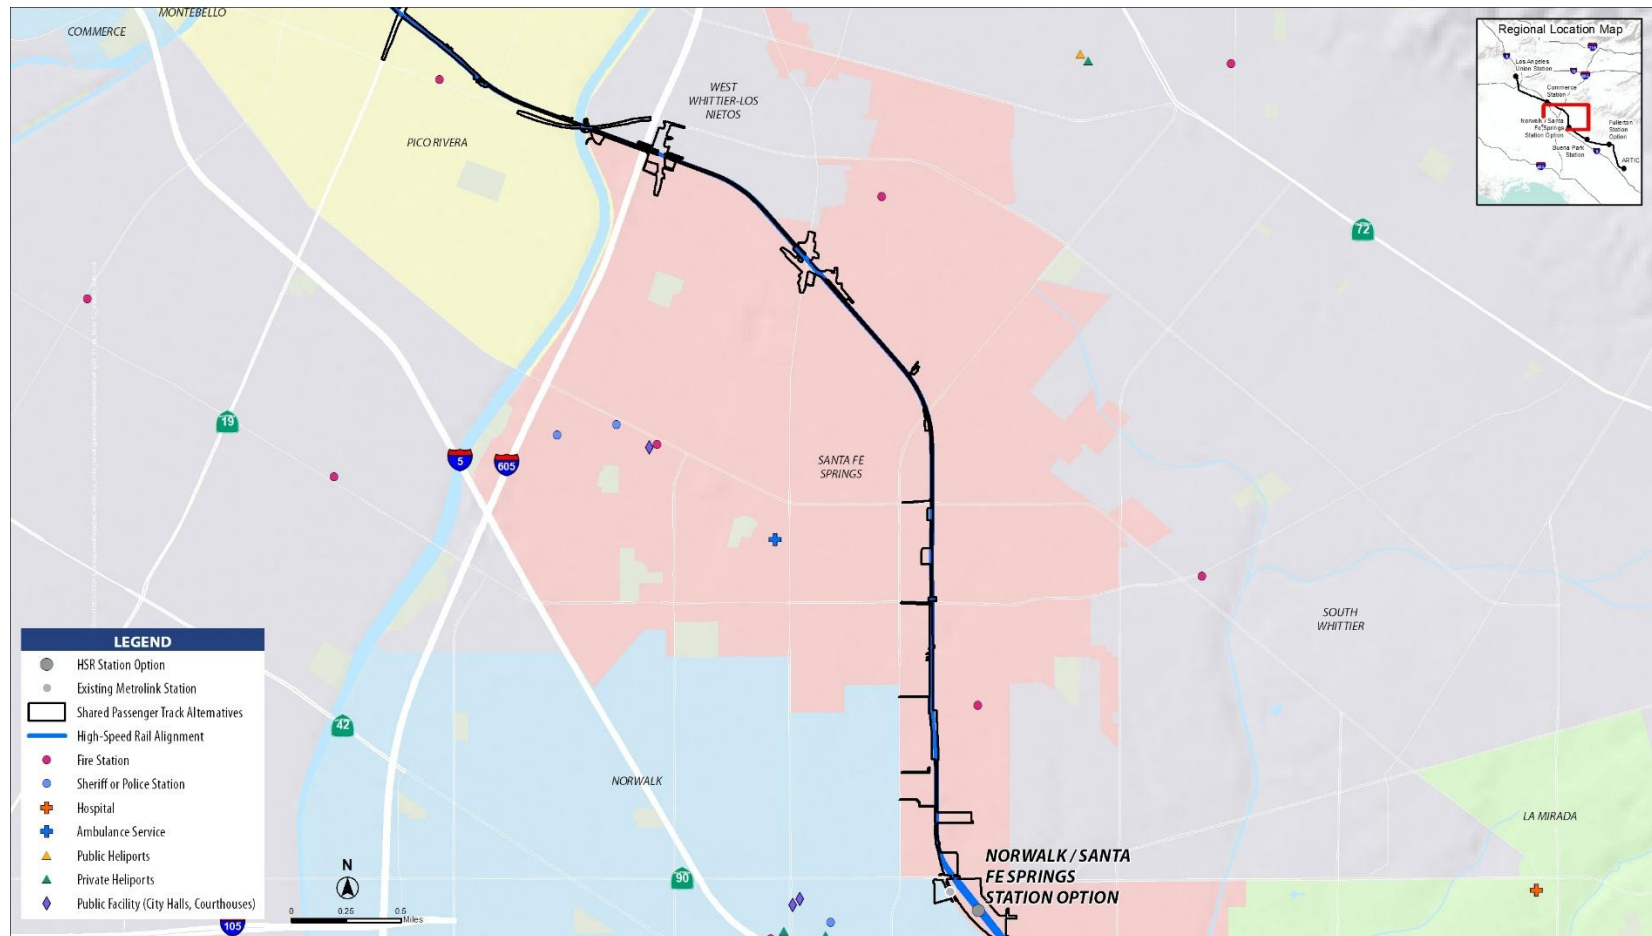 MONTEBELLO
COMMERCE
WEST
WHITTIER-LOS
NIETOS
PICO RIVERA
Regional Location Map
Los Angeles
Union Station
Commerce
Station
Norwalk / Santa
Fe Springs
Station Option
Fullerton
Station
Option
Buena Park
Station
ARTIC
72
19
5
605
SANTA FE
SPRINGS
SOUTH
WHITTIER
LEGEND
HSR Station Option
Existing Metrolink Station
Shared Passenger Track Alternatives
High-Speed Rail Alignment
Fire Station
Sheriff or Police Station
Hospital
Ambulance Service
Public Heliports
Private Heliports
Public Facility (City Halls, Courthouses)
42
NORWALK
LA MIRADA
NORWALK / SANTA
FE SPRINGS
STATION OPTION
N
90
0 0.25 0.5
Miles
105